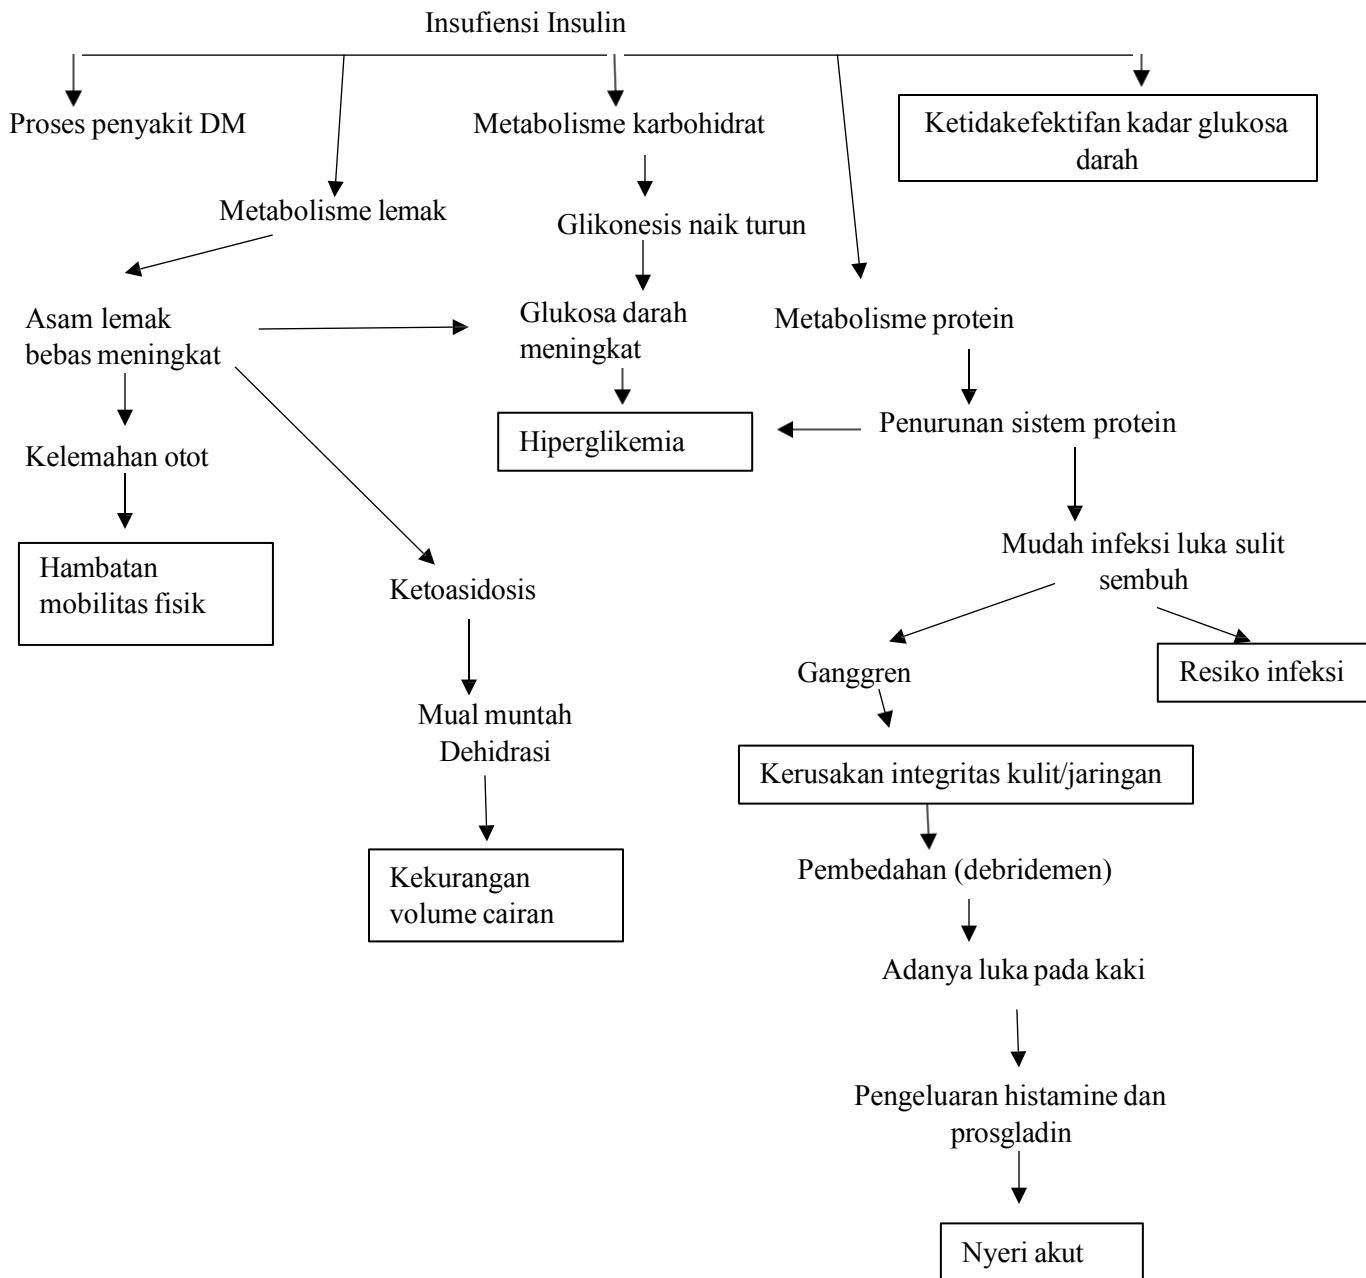 Insufiensi Insulin
Proses penyakit DM
Metabolisme karbohidrat
Ketidakefektifan kadar glukosa
darah
Metabolisme lemak
Glikonesis naik turun
Asam lemak
bebas meningkat
Glukosa darah
meningkat
Metabolisme protein
Hiperglikemia
Penurunan sistem protein
Kelemahan otot
Hambatan
mobilitas fisik
Ketoasidosis
Mudah infeksi luka sulit
sembuh
Ganggren
Resiko infeksi
Mual muntah
Dehidrasi
Kerusakan integritas kulit/jaringan
Kekurangan
volume cairan
Pembedahan (debridemen)
Adanya luka pada kaki
Pengeluaran histamine dan
prosgladin
Nyeri akut